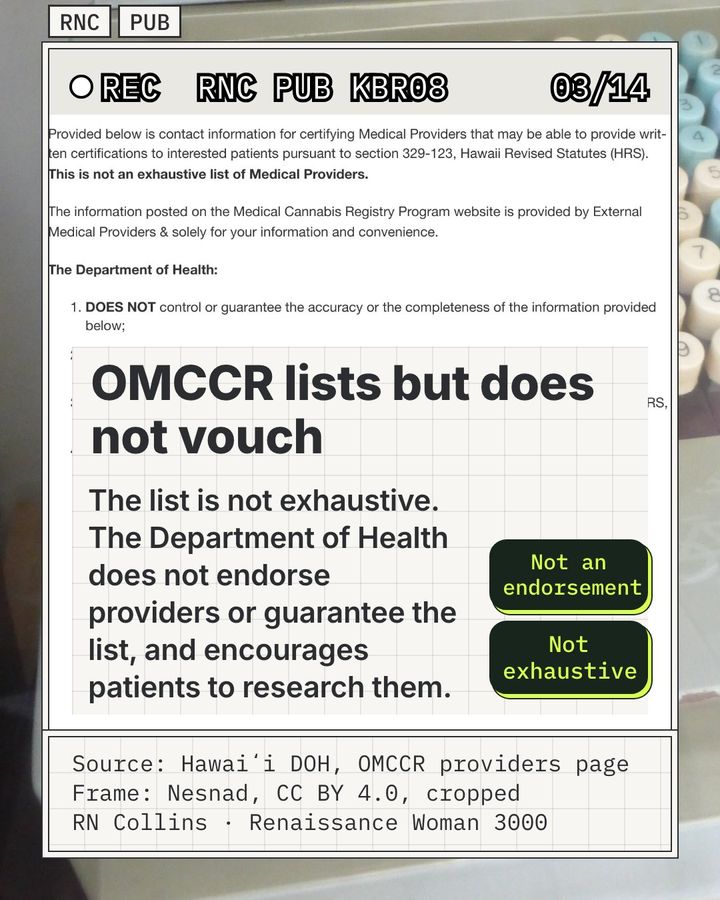 RNC PUB
REC RNC PUB KBR08 03/14
Provided below is contact information for certifying Medical Providers that may be able to provide writ-
ten certifications to interested patients pursuant to section 329-123, Hawaii Revised Statutes (HRS).
This is not an exhaustive list of Medical Providers.
The information posted on the Medical Cannabis Registry Program website is provided by External
Medical Providers & solely for your information and convenience.
The Department of Health:
1. DOES NOT control or guarantee the accuracy or the completeness of the information provided
below;
RS,
OMCCR lists but does
not vouch
The list is not exhaustive.
The Department of Health
does not endorse
providers or guarantee the
list, and encourages
patients to research them.
Not an
endorsement
Not
exhaustive
Source: Hawaiʻi DOH, OMCCR providers page
Frame: Nesnad, CC BY 4.0, cropped
RN Collins · Renaissance Woman 3000
5
6
7
8
9